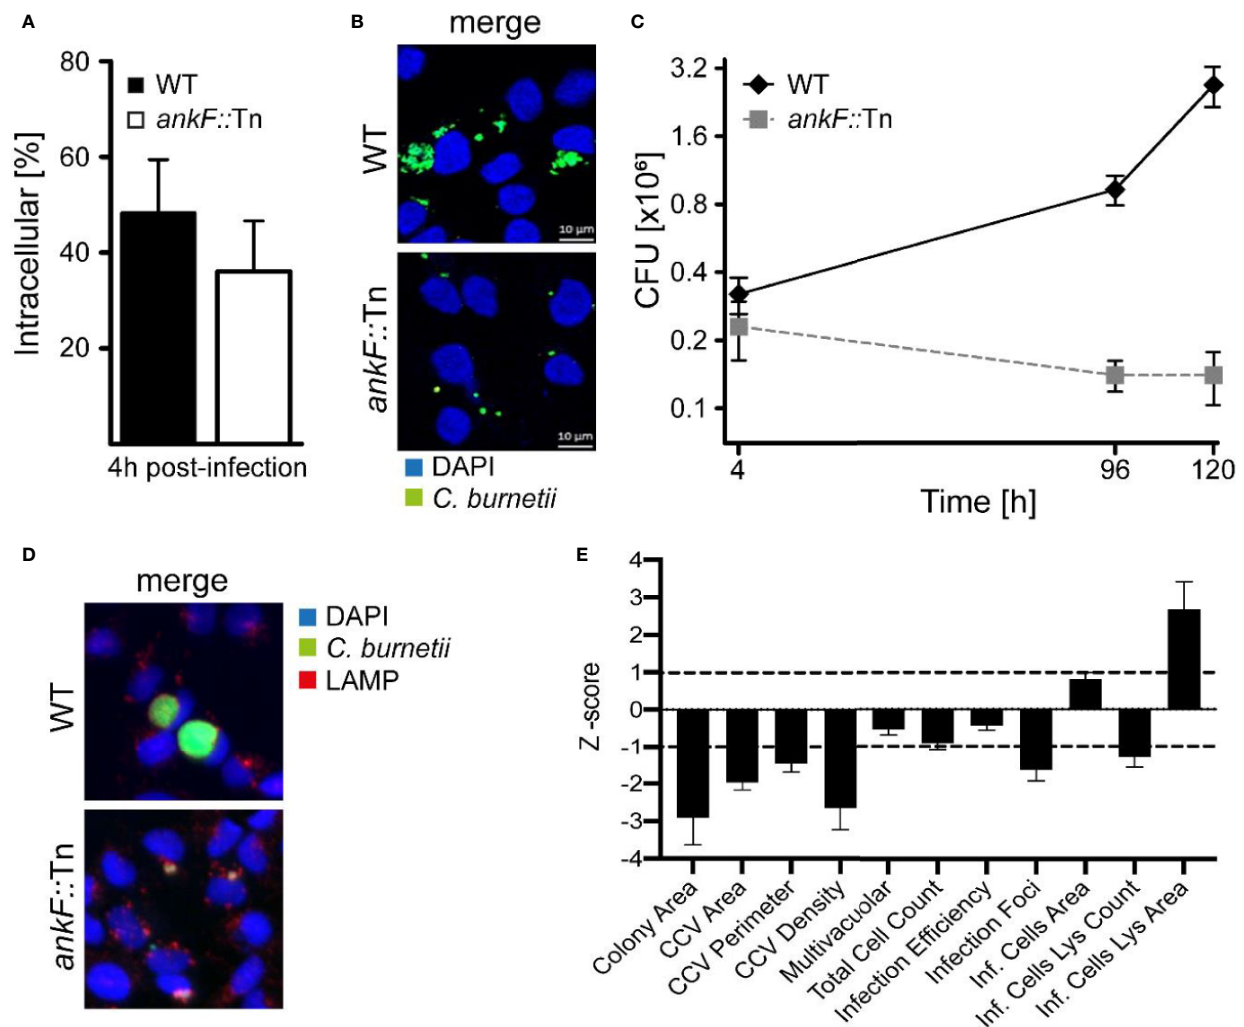 A
80
60
40
20
Intracellular [%]
WT
ankF::Tn
4h post-infection
B
merge
WT
10 µm
ankF::Tn
10 µm
DAPI
C. burnetii
C
3.2
1.6
0.8
0.4
0.2
0.1
CFU [x10⁶]
WT
ankF::Tn
4
96
120
Time [h]
D
merge
DAPI
C. burnetii
LAMP
WT
ankF::Tn
E
4
3
2
1
0
-1
-2
-3
-4
Z -score
Colony Area
CCV Area
CCV Perimeter
CCV Density
Multivacuolar
Total Cell Count
Infection Efficiency
Infection Foci
Inf. Cells Area
Inf. Cells Lys Count
Inf. Cells Lys Area